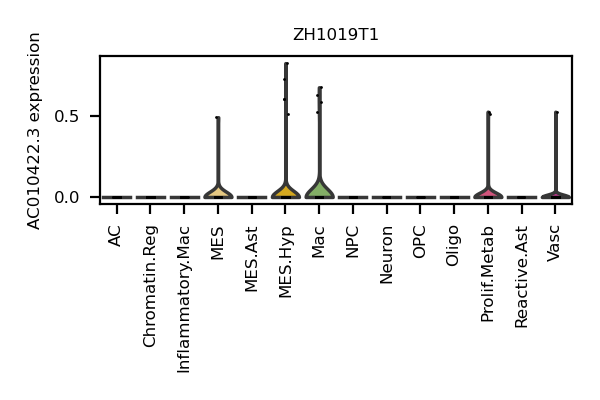 ZH1019T1
AC010422.3 expression
0.5
0.0
AC
Chromatin.Reg
Inflammatory.Mac
MES
MES.Ast
MES.Hyp
Mac
NPC
Neuron
OPC
Oligo
Prolif.Metab
Reactive.Ast
Vasc